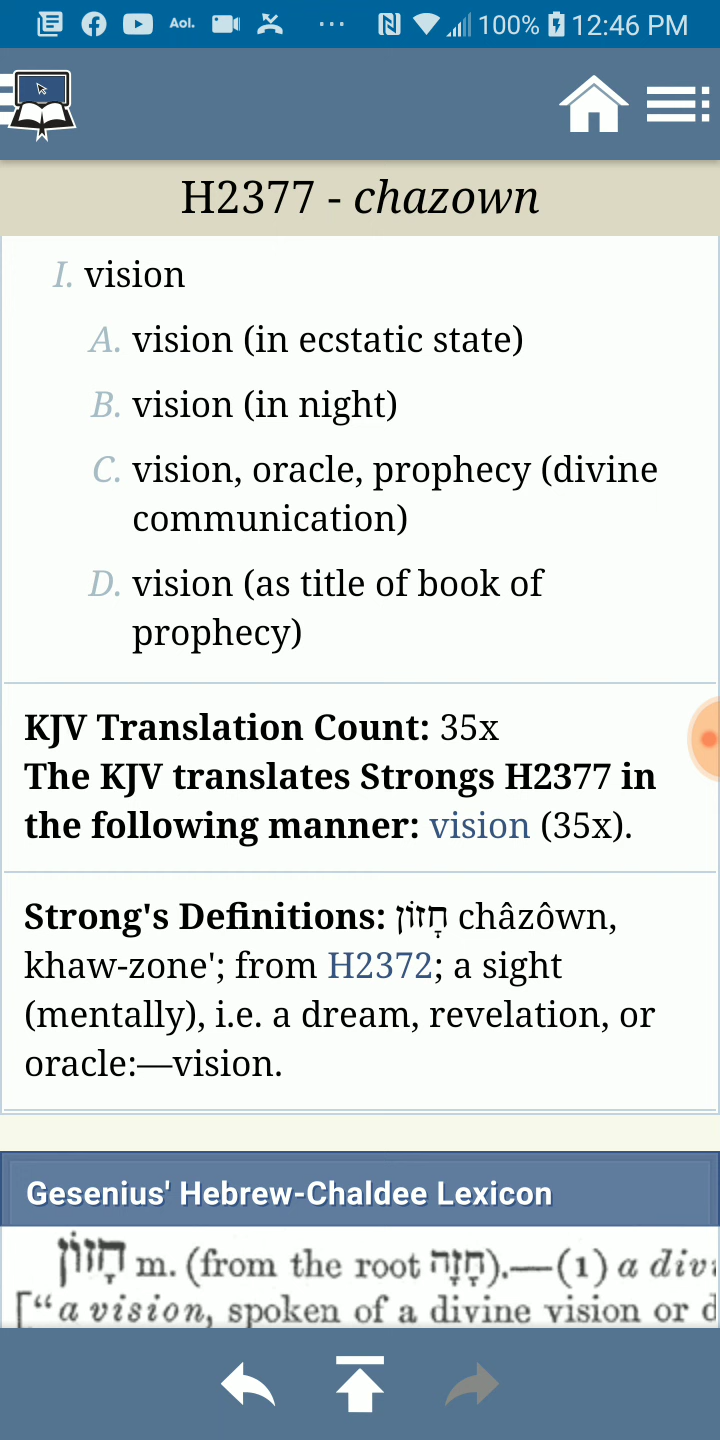 Aol. ... 100% 12:46 PM
H2377 - chazown
I. vision
A. vision (in ecstatic state)
B. vision (in night)
C. vision, oracle, prophecy (divine
communication)
D. vision (as title of book of
prophecy)
KJV Translation Count: 35x
The KJV translates Strongs H2377 in
the following manner: vision (35x).
Strong's Definitions: חָזוֹן châzôwn,
khaw-zone'; from H2372; a sight
(mentally), i.e. a dream, revelation, or
oracle:—vision.
Gesenius' Hebrew-Chaldee Lexicon
חָזוֹן m. (from the root חָזָה).—(1) a div
[“a vision, spoken of a divine vision or d